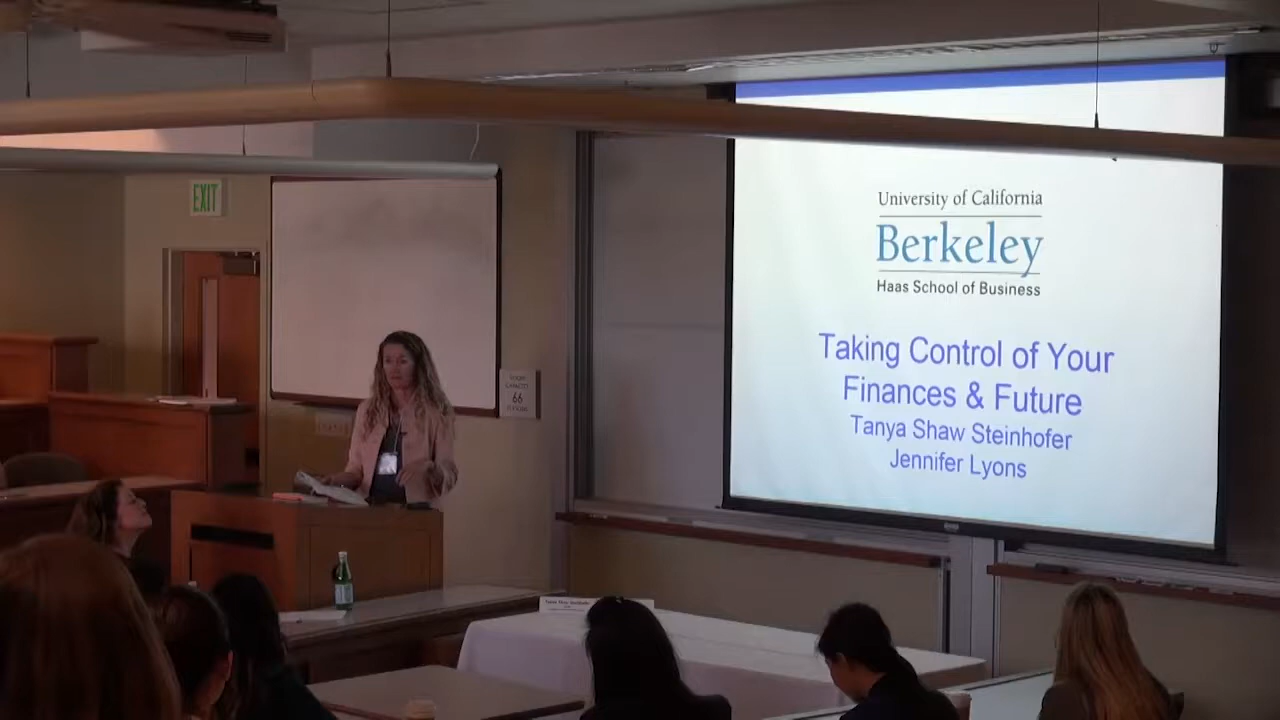 EXIT
66
University of California
Berkeley
Haas School of Business
Taking Control of Your
Finances & Future
Tanya Shaw Steinhofer
Jennifer Lyons